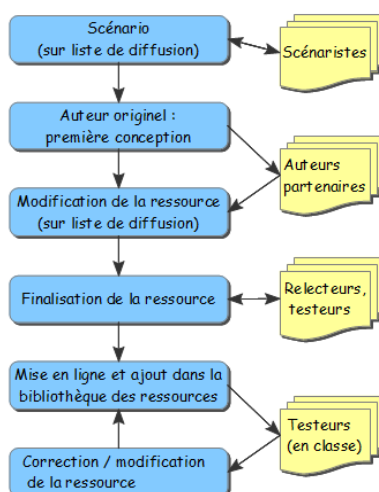 Scénario
(sur liste de diffusion)
Scénaristes
Auteur originel :
première conception
Auteurs
partenaires
Modification de la ressource
(sur liste de diffusion)
Finalisation de la ressource
Relecteurs,
testeurs
Mise en ligne et ajout dans la
bibliothèque des ressources
Testeurs
(en classe)
Correction / modification
de la ressource